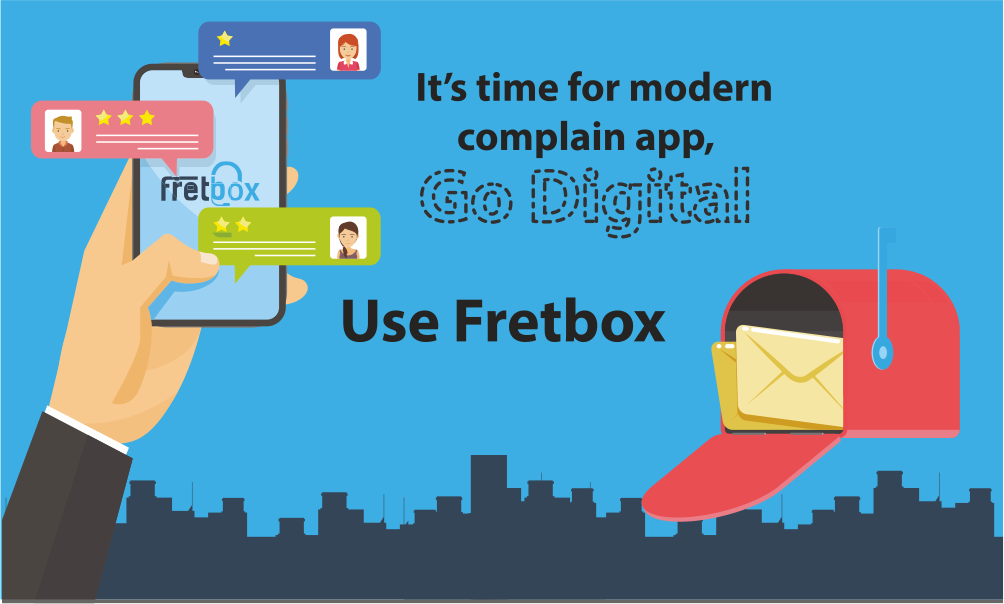 It's time for modern
complain app,
Go Digital
fretbox
Use Fretbox